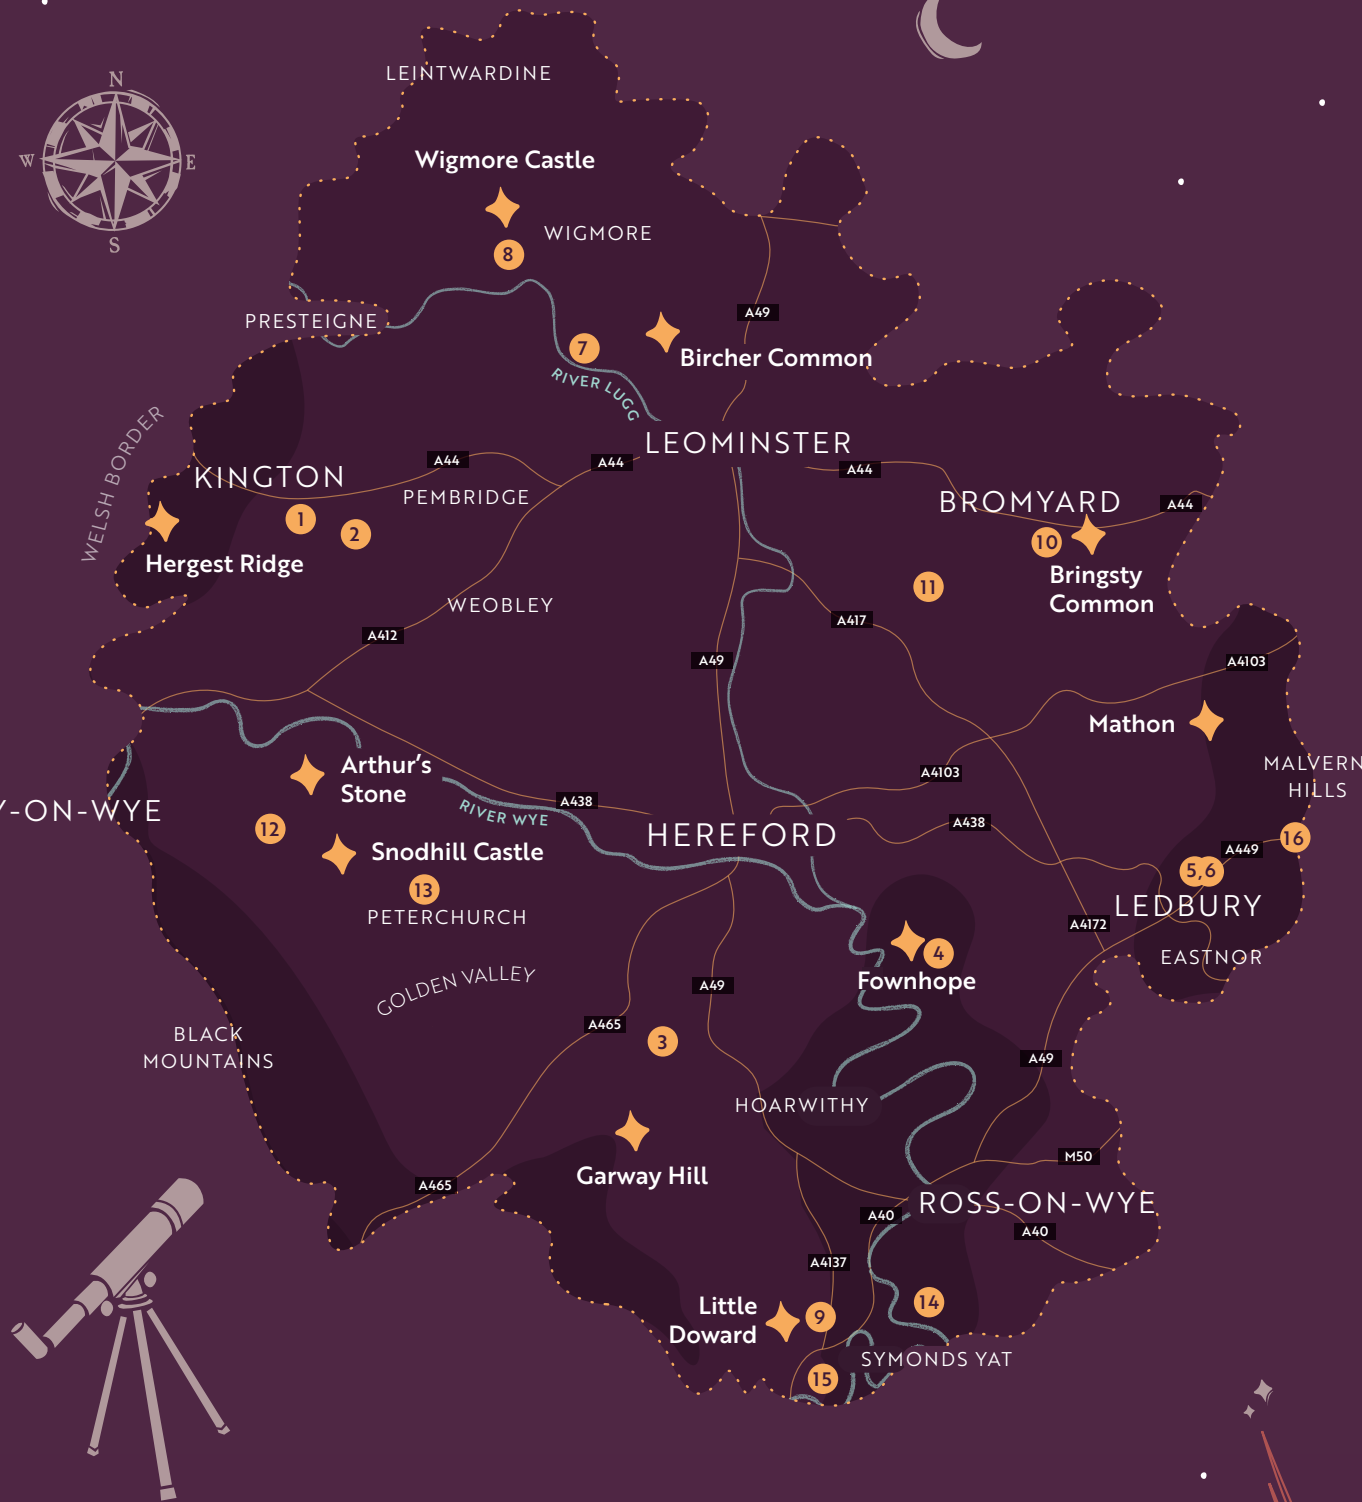 LEINTWARDINE
N
W
E
S
Wigmore Castle
WIGMORE
8
PRESTEIGNE
A49
7
Bircher Common
RIVER LUGG
WELSH BORDER
LEOMINSTER
KINGTON
A44
A44
A44
PEMBRIDGE
BROMYARD
A44
1
2
10
Hergest Ridge
Bringsty
Common
11
WEOBLEY
A412
A417
A49
A4103
Mathon
MALVERN
HILLS
Arthur's
Stone
A4103
Y-ON-WYE
A438
RIVER WYE
12
HEREFORD
A438
16
Snodhill Castle
A449
5,6
13
PETERCHURCH
LEDBURY
A4172
4
EASTNOR
Fownhope
GOLDEN VALLEY
A49
A465
BLACK
MOUNTAINS
3
A49
HOARWITHY
M50
Garway Hill
A465
ROSS-ON-WYE
A40
A40
A4137
14
Little
Doward
9
SYMONDS YAT
15